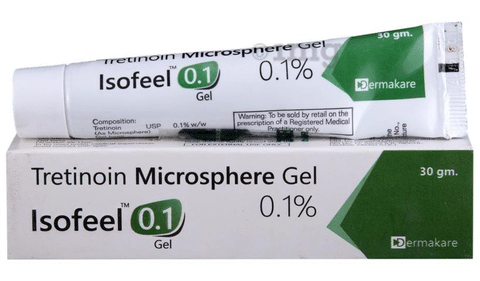 Tretinoin Microsphere Gel
30 gm.
Isofeel™ 0.1
0.1%
Gel
Dermakare
Composition:
Tretinoin USP 0.1% w/w
(As Microsphere)
Warning: To be sold by retail on the
prescription of a Registered Medical
Practitioner only.
Tretinoin Microsphere Gel
30 gm.
Isofeel™ 0.1
0.1%
Gel
Dermakare